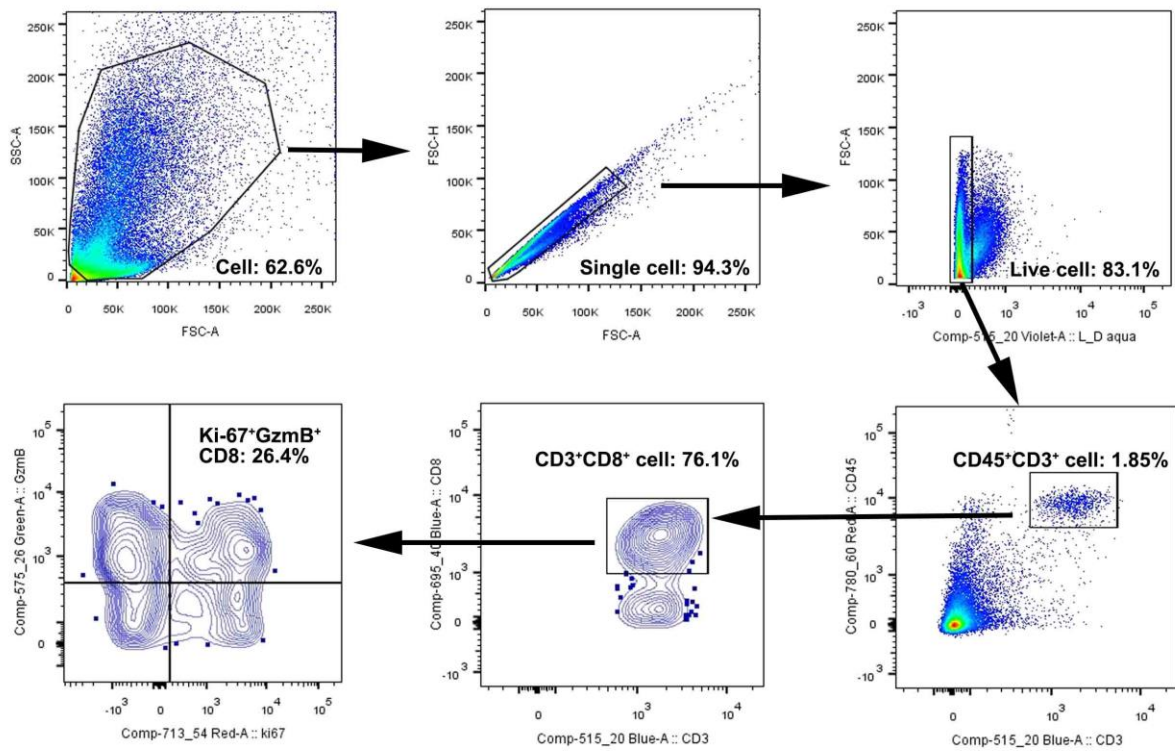 SSC-A
250K
200K
150K
100K
50K
0
Cell: 62.6%
0 50K 100K 150K 200K 250K
FSC-A
FSC-H
250K
200K
150K
100K
50K
0
Single cell: 94.3%
0 50K 100K 150K 200K 250K
FSC-A
FSC-A
250K
200K
150K
100K
50K
0
Live cell: 83.1%
-10³ 0 10³ 10⁴ 10⁵
Comp-515_20 Violet-A :: L_D aqua
Comp-575_26 Green-A :: GzmB
10⁵
10⁴
10³
0
Ki-67⁺GzmB⁺
CD8: 26.4%
-10³ 0 10³ 10⁴ 10⁵
Comp-713_54 Red-A :: ki67
Comp-695_40 Blue-A :: CD8
10⁵
10⁴
10³
0
-10³
CD3⁺CD8⁺ cell: 76.1%
0 10³ 10⁴
Comp-515_20 Blue-A :: CD3
Comp-780_60 Red-A :: CD45
10⁵
10⁴
10³
0
-10³
CD45⁺CD3⁺ cell: 1.85%
0 10³ 10⁴
Comp-515_20 Blue-A :: CD3